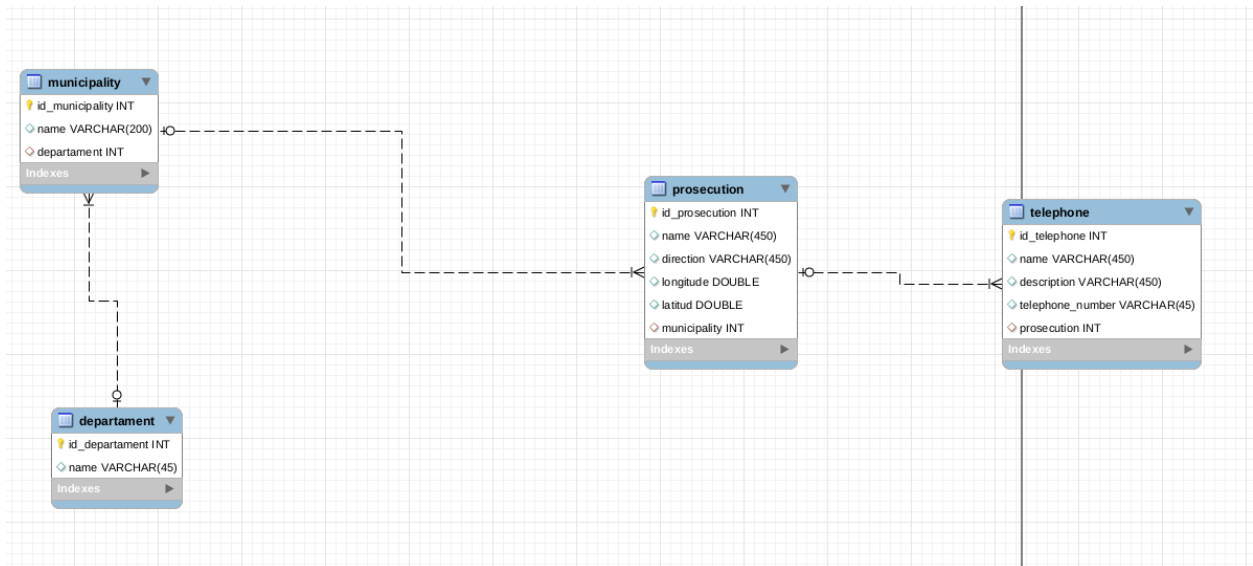 municipality
id_municipality INT
name VARCHAR(200)
departament INT
Indexes
departament
id_departament INT
name VARCHAR(45)
Indexes
prosecution
id_prosecution INT
name VARCHAR(450)
direction VARCHAR(450)
longitude DOUBLE
latitud DOUBLE
municipality INT
Indexes
telephone
id_telephone INT
name VARCHAR(450)
description VARCHAR(450)
telephone_number VARCHAR(45)
prosecution INT
Indexes